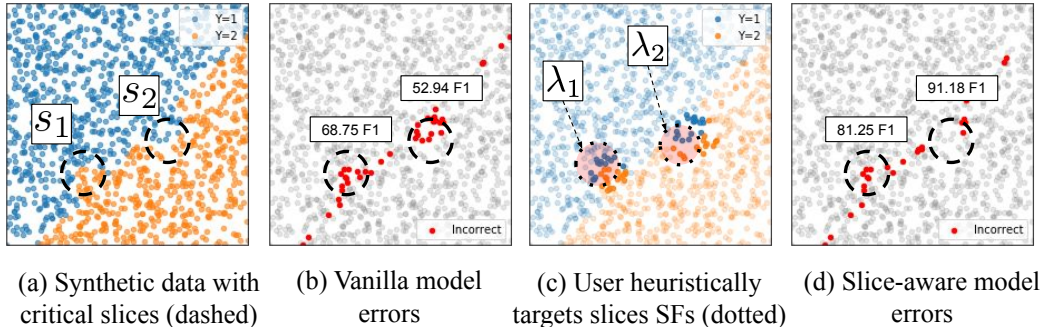 Y=1
Y=2
s1
s2
(a) Synthetic data with
critical slices (dashed)
52.94 F1
68.75 F1
Incorrect
(b) Vanilla model
errors
Y=1
Y=2
λ1
λ2
(c) User heuristically
targets slices SFs (dotted)
91.18 F1
81.25 F1
Incorrect
(d) Slice-aware model
errors